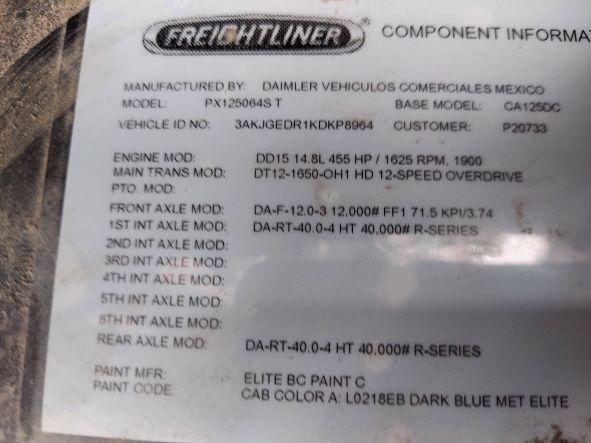 FREIGHTLINER COMPONENT INFORMA
MANUFACTURED BY: DAIMLER VEHICULOS COMERCIALES MEXICO
MODEL: PX125064S T BASE MODEL: CA125DC
VEHICLE ID NO: 3AKJGEDR1KDKP8964 CUSTOMER: P20733
ENGINE MOD: DD15 14.8L 455 HP / 1625 RPM, 1900
MAIN TRANS MOD: DT12-1650-OH1 HD 12-SPEED OVERDRIVE
PTO. MOD:
FRONT AXLE MOD: DA-F-12.0-3 12,000# FF1 71.5 KPI/3.74
1ST INT AXLE MOD: DA-RT-40.0-4 HT 40,000# R-SERIES
2ND INT AXLE MOD:
3RD INT AXLE MOD:
4TH INT AXLE MOD:
5TH INT AXLE MOD:
6TH INT AXLE MOD:
REAR AXLE MOD: DA-RT-40.0-4 HT 40,000# R-SERIES
PAINT MFR: ELITE BC PAINT C
PAINT CODE: CAB COLOR A: L0218EB DARK BLUE MET ELITE